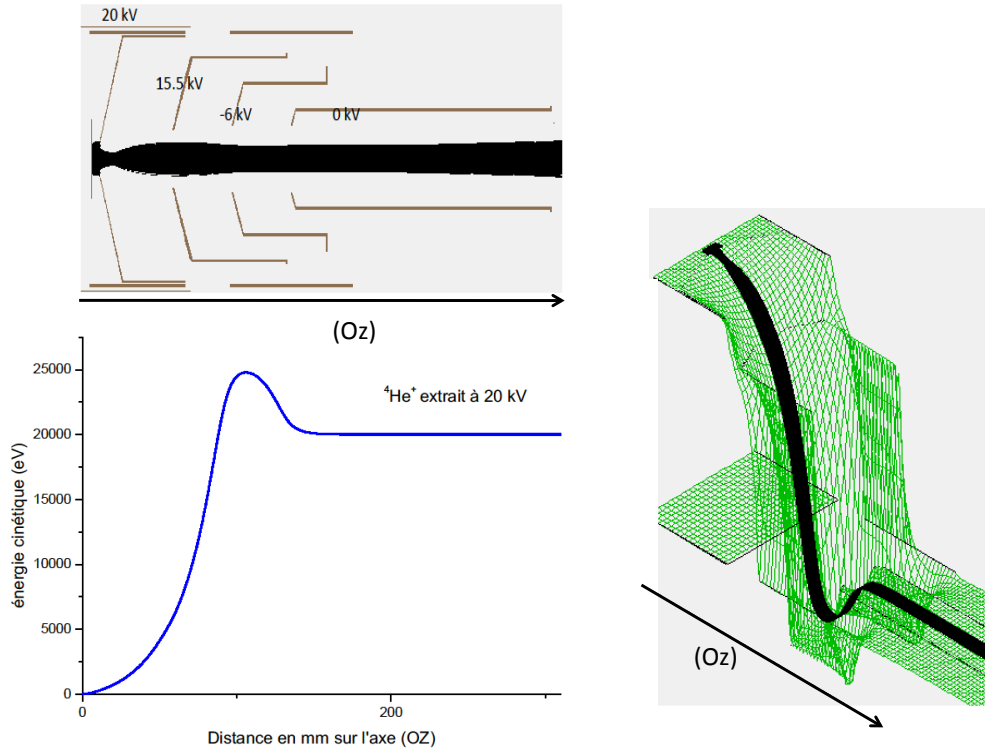 20 kV
15.5 kV
-6 kV
0 kV
(Oz)
25000
20000
15000
10000
5000
0
énergie cinétique (eV)
⁴He⁺ extrait à 20 kV
0
200
Distance en mm sur l'axe (OZ)
(Oz)